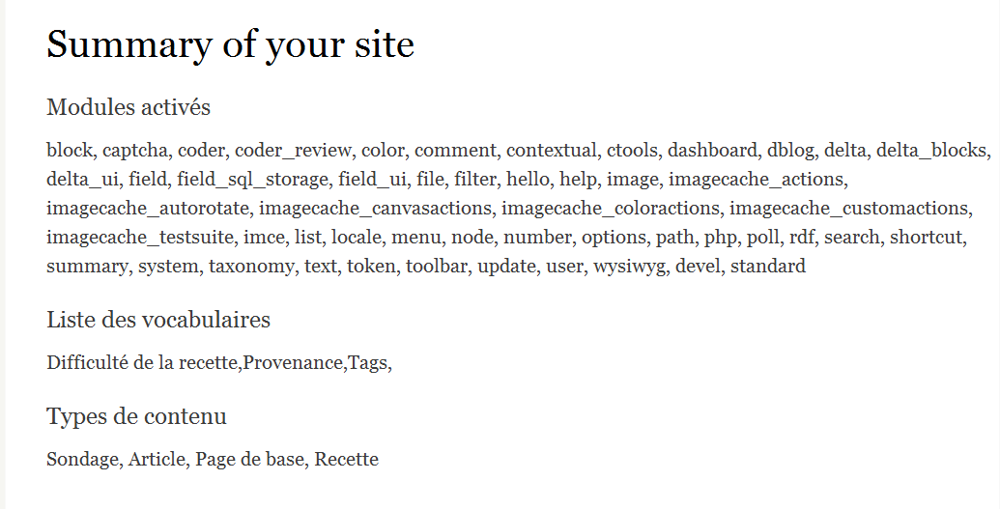 Summary of your site
Modules activés
block, captcha, coder, coder_review, color, comment, contextual, ctools, dashboard, dblog, delta, delta_blocks,
delta_ui, field, field_sql_storage, field_ui, file, filter, hello, help, image, imagecache_actions,
imagecache_autorotate, imagecache_canvasactions, imagecache_coloractions, imagecache_customactions,
imagecache_testsuite, imce, list, locale, menu, node, number, options, path, php, poll, rdf, search, shortcut,
summary, system, taxonomy, text, token, toolbar, update, user, wysiwyg, devel, standard
Liste des vocabulaires
Difficulté de la recette,Provenance,Tags,
Types de contenu
Sondage, Article, Page de base, Recette